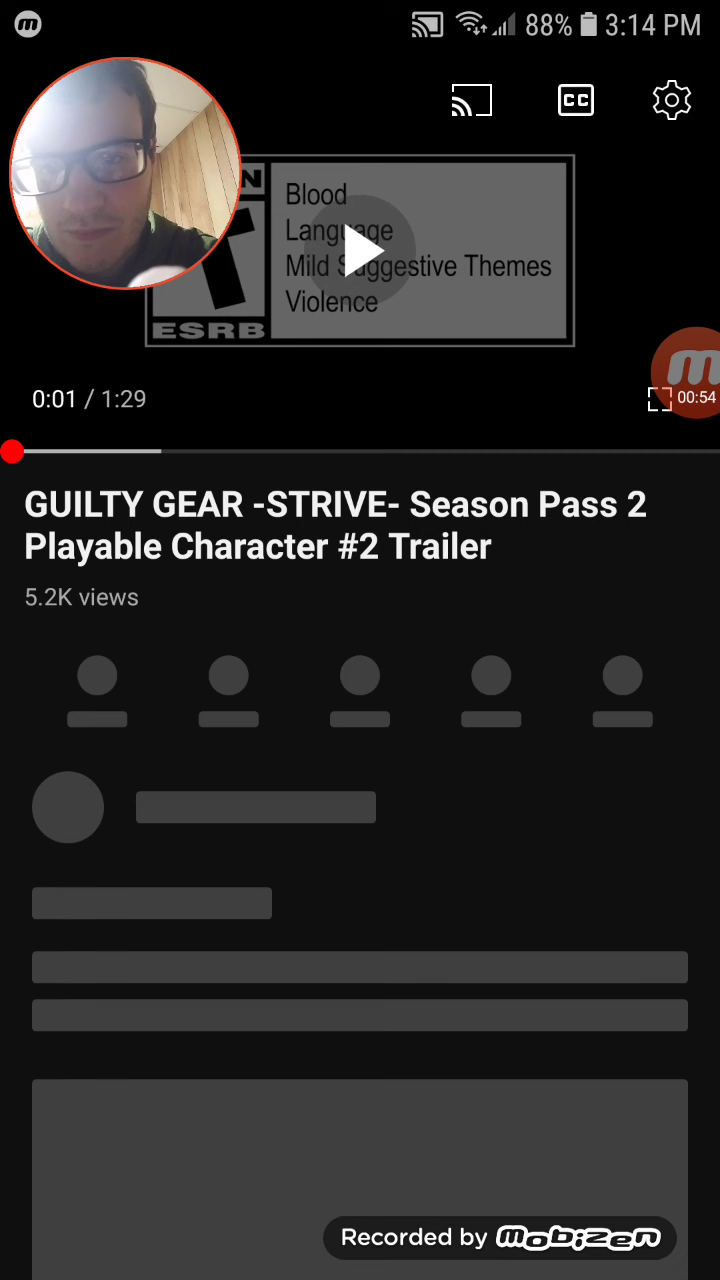 88% 3:14 PM
CC
N
Blood
Language
Mild Suggestive Themes
Violence
T
ESRB
0:01 / 1:29
00:54
GUILTY GEAR -STRIVE- Season Pass 2
Playable Character #2 Trailer
5.2K views
Recorded by mobizen